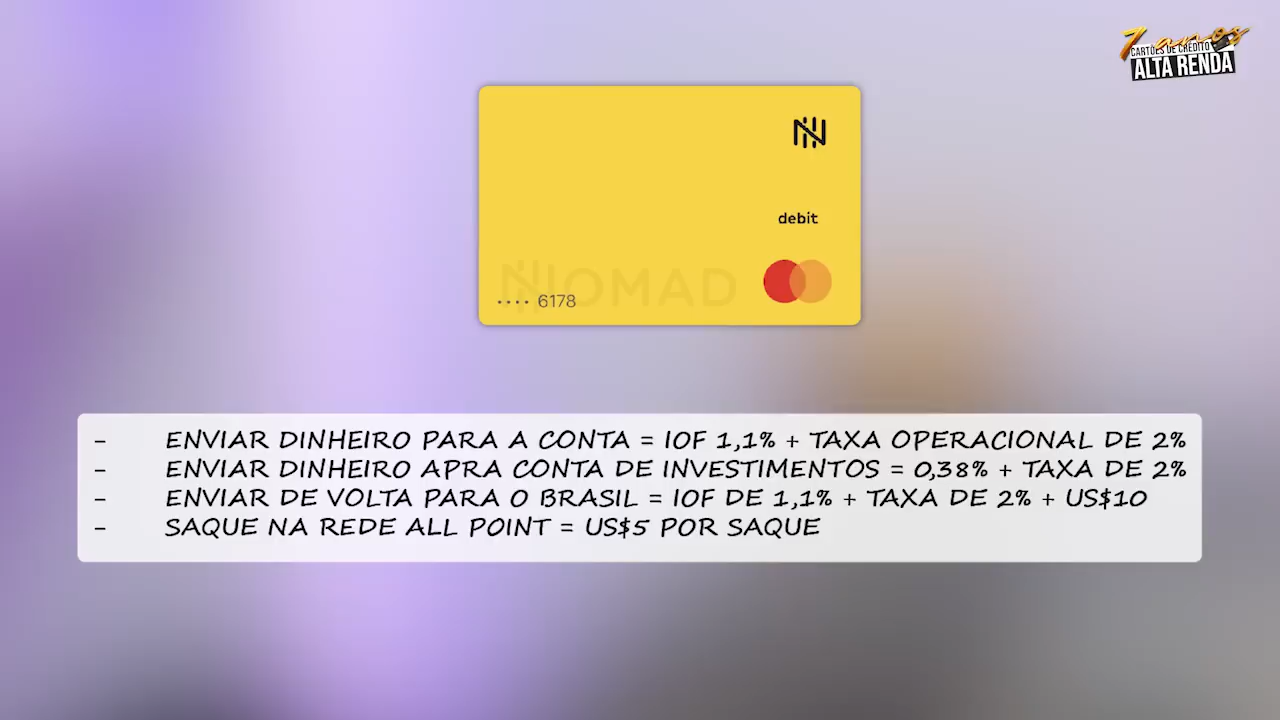 7 anos
CARTÕES DE CRÉDITO
ALTA RENDA
N
debit
NOMAD
•••• 6178
- ENVIAR DINHEIRO PARA A CONTA = IOF 1,1% + TAXA OPERACIONAL DE 2%
- ENVIAR DINHEIRO APRA CONTA DE INVESTIMENTOS = 0,38% + TAXA DE 2%
- ENVIAR DE VOLTA PARA O BRASIL = IOF DE 1,1% + TAXA DE 2% + US$10
- SAQUE NA REDE ALL POINT = US$5 POR SAQUE